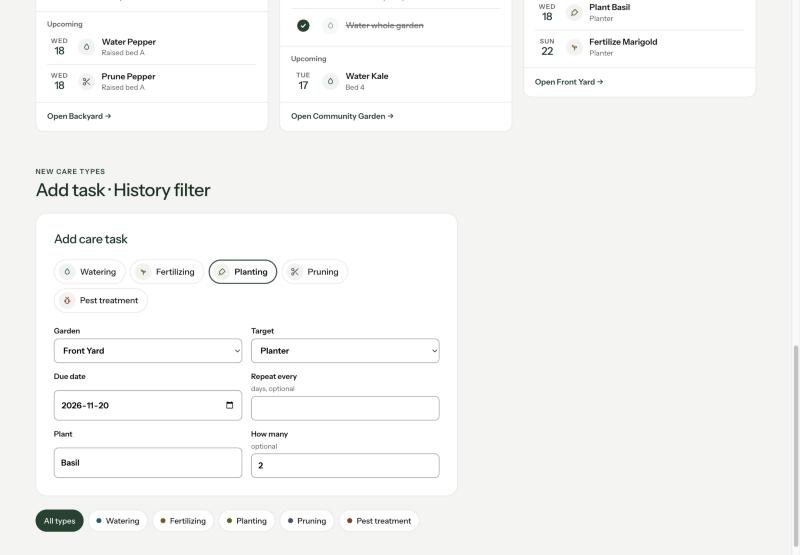 Upcoming
WED
18
Water Pepper
Raised bed A
WED
18
Prune Pepper
Raised bed A
Open Backyard →
Water whole garden
Upcoming
TUE
17
Water Kale
Bed 4
Open Community Garden →
WED
18
Plant Basil
Planter
SUN
22
Fertilize Marigold
Planter
Open Front Yard →
NEW CARE TYPES
Add task · History filter
Add care task
Watering
Fertilizing
Planting
Pruning
Pest treatment
Garden
Target
Front Yard
Planter
Due date
Repeat every
days, optional
2026-11-20
Plant
How many
optional
Basil
2
All types
Watering
Fertilizing
Planting
Pruning
Pest treatment